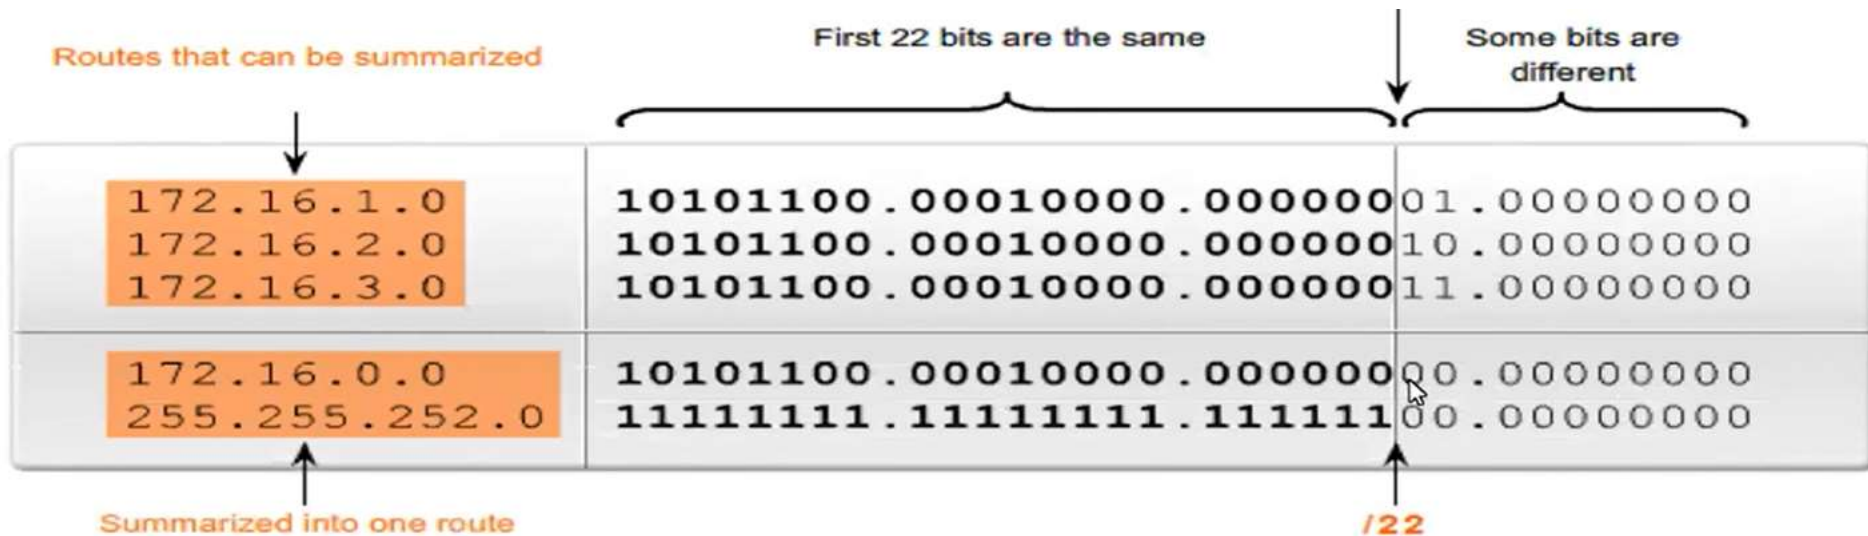 Routes that can be summarized
First 22 bits are the same
Some bits are
different
172.16.1.0 10101100.00010000.00000001.00000000
172.16.2.0 10101100.00010000.00000010.00000000
172.16.3.0 10101100.00010000.00000011.00000000
172.16.0.0 10101100.00010000.00000000.00000000
255.255.252.0 11111111.11111111.11111100.00000000
Summarized into one route
/22